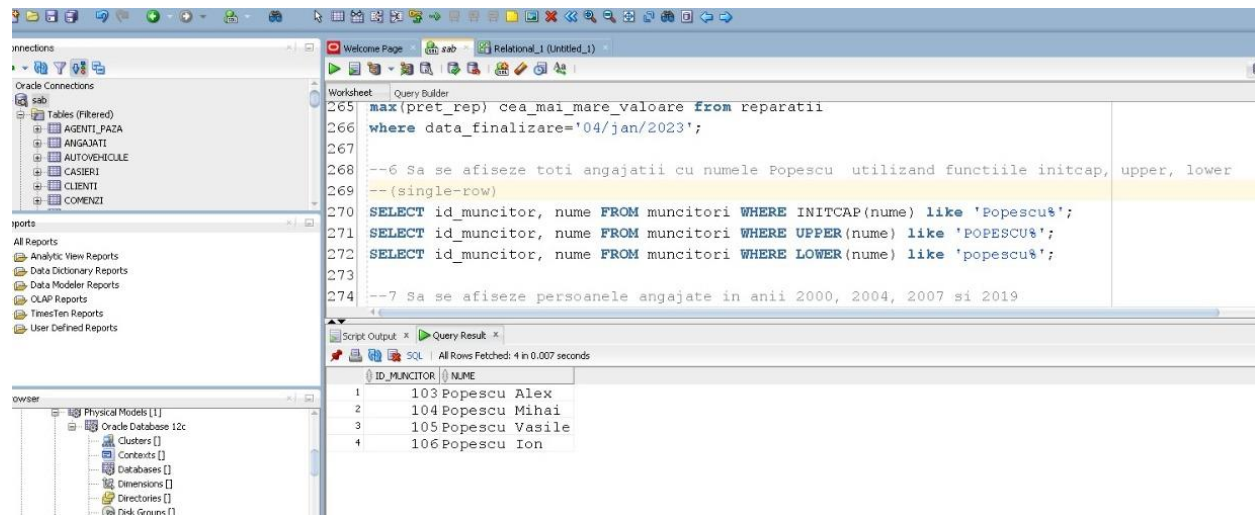 onnections
Oracle Connections
sab
Tables (Filtered)
AGENTI_PAZA
ANGAJATI
AUTOVEHICULE
CASIERI
CLIENTI
COMENZI
eports
All Reports
Analytic View Reports
Data Dictionary Reports
Data Modeler Reports
OLAP Reports
TimesTen Reports
User Defined Reports
owser
Physical Models [1]
Oracle Database 12c
Clusters []
Contexts []
Databases []
Dimensions []
Directories []
Disk Groups []
Welcome Page sab Relational_1 (Untitled_1)
Worksheet Query Builder
265 max(pret_rep) cea_mai_mare_valoare from reparatii
266 where data_finalizare='04/jan/2023';
267
268 --6 Sa se afiseze toti angajatii cu numele Popescu utilizand functiile initcap, upper, lower
269 --(single-row)
270 SELECT id_muncitor, nume FROM muncitori WHERE INITCAP(nume) like 'Popescu%';
271 SELECT id_muncitor, nume FROM muncitori WHERE UPPER(nume) like 'POPESCU%';
272 SELECT id_muncitor, nume FROM muncitori WHERE LOWER(nume) like 'popescu%';
273
274 --7 Sa se afiseze persoanele angajate in anii 2000, 2004, 2007 si 2019
Script Output x Query Result x
SQL | All Rows Fetched: 4 in 0.007 seconds
ID_MUNCITOR NUME
1 103 Popescu Alex
2 104 Popescu Mihai
3 105 Popescu Vasile
4 106 Popescu Ion